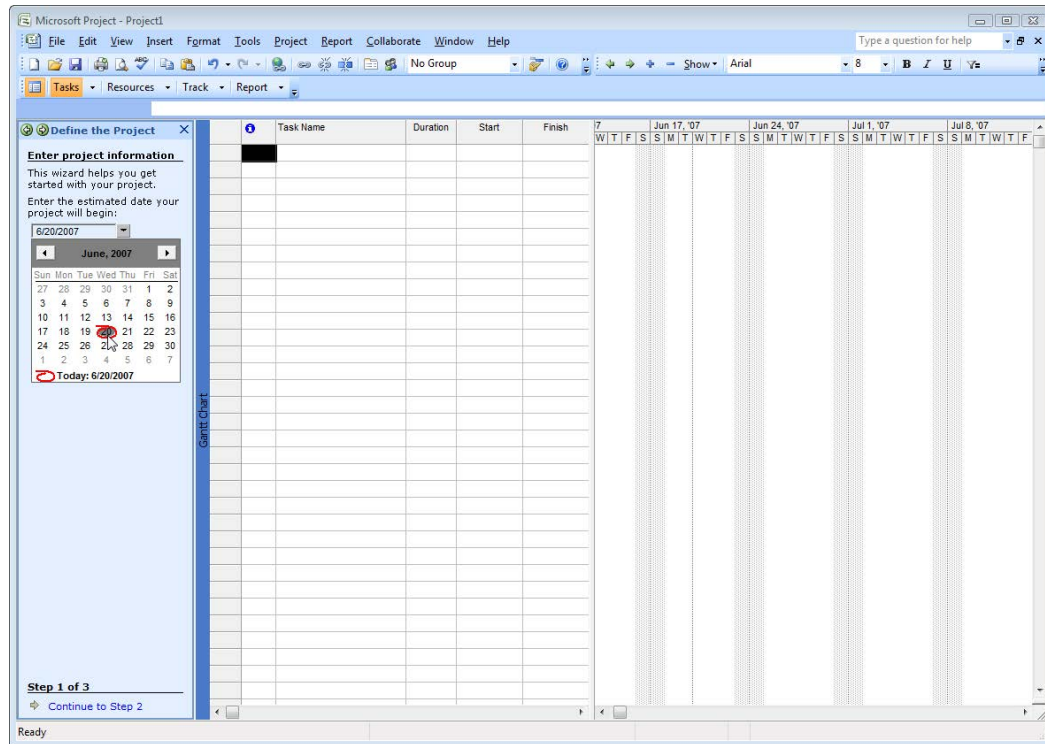 Microsoft Project - Project1
File Edit View Insert Format Tools Project Report Collaborate Window Help
Type a question for help
No Group
Show
Arial
8
B I U
Tasks Resources Track Report
Define the Project
Enter project information
This wizard helps you get
started with your project.
Enter the estimated date your
project will begin:
6/20/2007
June, 2007
Sun Mon Tue Wed Thu Fri Sat
27 28 29 30 31 1 2
3 4 5 6 7 8 9
10 11 12 13 14 15 16
17 18 19 20 21 22 23
24 25 26 28 29 30
1 2 3 4 5 6 7
Today: 6/20/2007
Step 1 of 3
Continue to Step 2
Gantt Chart
Task Name Duration Start Finish
7 Jun 17, '07 Jun 24, '07 Jul 1, '07 Jul 8, '07
W T F S S M T W T F S S M T W T F S S M T W T F S S M T W T F
Ready